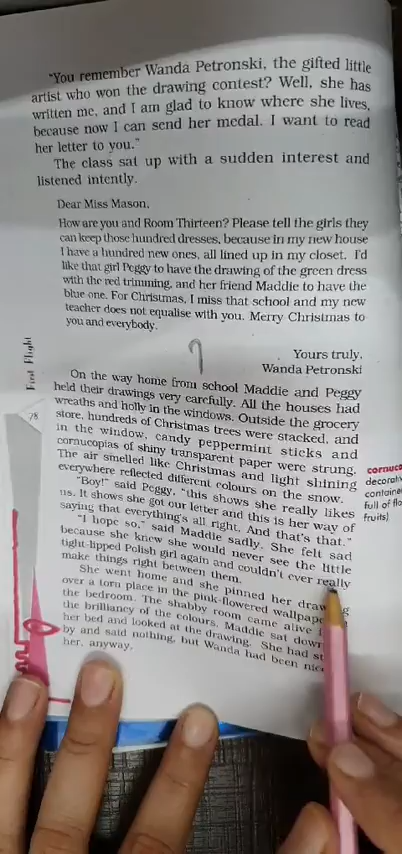 "You remember Wanda Petronski, the gifted little
artist who won the drawing contest? Well, she has
written me, and I am glad to know where she lives,
because now I can send her medal. I want to read
her letter to you."
The class sat up with a sudden interest and
listened intently.
Dear Miss Mason,
How are you and Room Thirteen? Please tell the girls they
can keep those hundred dresses, because in my new house
I have a hundred new ones, all lined up in my closet. I'd
like that girl Peggy to have the drawing of the green dress
with the red trimming, and her friend Maddie to have the
blue one. For Christmas, I miss that school and my new
teacher does not equalise with you. Merry Christmas to
you and everybody.
Yours truly,
Wanda Petronski
On the way home from school Maddie and Peggy
held their drawings very carefully. All the houses had
wreaths and holly in the windows. Outside the grocery
store, hundreds of Christmas trees were stacked, and
in the window, candy peppermint sticks and
cornucopias of shiny transparent paper were strung.
The air smelled like Christmas and light shining
everywhere reflected different colours on the snow.
"Boy!" said Peggy, "this shows she really likes
us. It shows she got our letter and this is her way of
saying that everything's all right. And that's that."
"I hope so," said Maddie sadly. She felt sad
because she knew she would never see the little
tight-lipped Polish girl again and couldn't ever really
make things right between them.
She went home and she pinned her
over a torn place in the pink-flowered
the bedroom. The shabby room came alive
the brilliancy of the colours. Maddie sat down
her bed and looked at the drawing. She had
by and said nothing, but Wanda had been
her, anyway.
First Flight
78
full of
fruits)